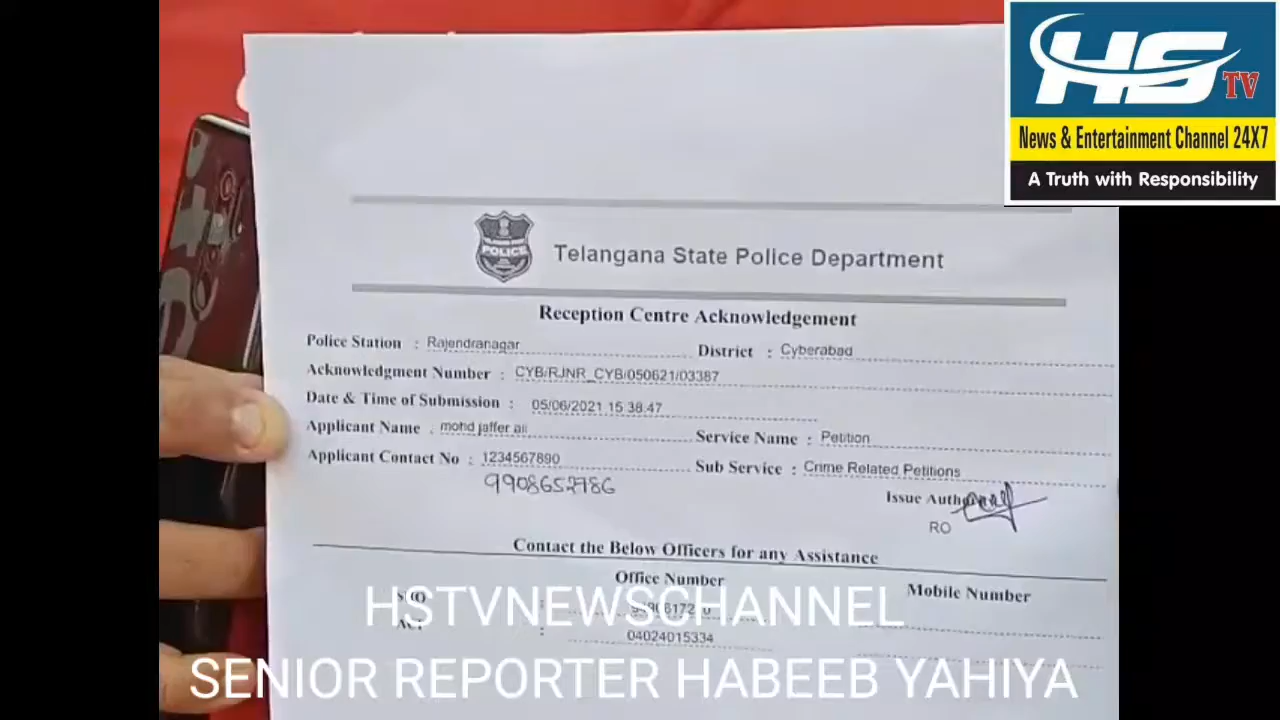 HS TV
News & Entertainment Channel 24X7
A Truth with Responsibility
POLICE
Telangana State Police Department
Reception Centre Acknowledgement
Police Station : Rajendranagar District : Cyberabad
Acknowledgment Number : CYB/RJNR_CYB/050621/03387
Date & Time of Submission : 05/06/2021 15:38:47
Applicant Name : mohd jaffer ali Service Name : Petition
Applicant Contact No : 1234567890 Sub Service : Crime Related Petitions
9908652786
Issue
RO
Contact the Below Officers for any Assistance
Office Number Mobile Number
HSTVNEWSCHANNEL
: 04024015334
SENIOR REPORTER HABEEB YAHIYA